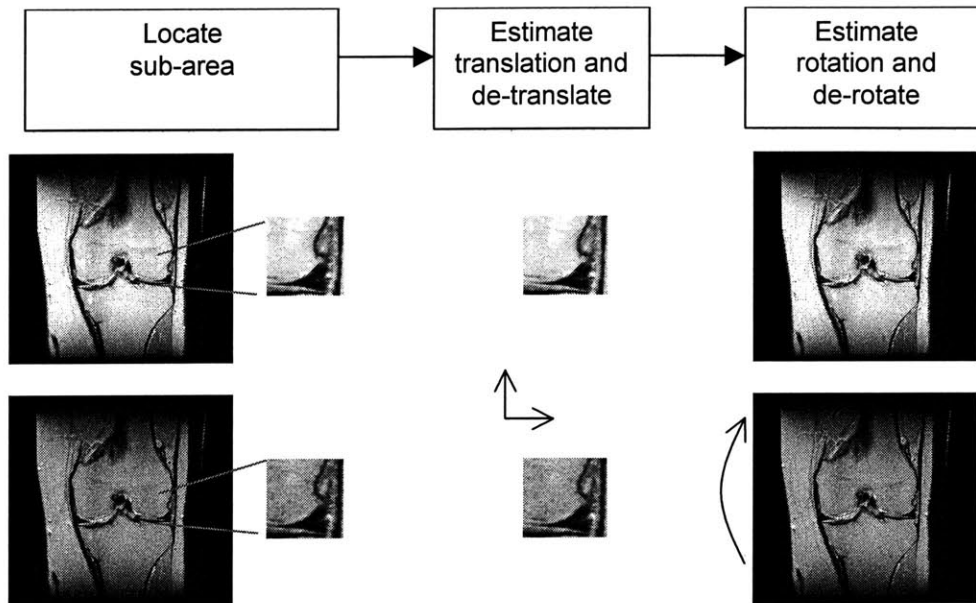 Locate
sub-area
Estimate
translation and
de-translate
Estimate
rotation and
de-rotate